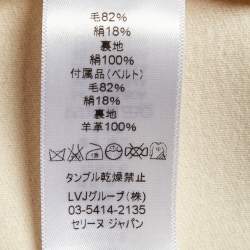 毛82%
絹18%
裏地
絹100%
付属品(ベルト)
毛82%
絹18%
裏地
羊革100%
タンブル乾燥禁止
LVJグループ(株)
03-5414-2135
セリーヌ ジャパン